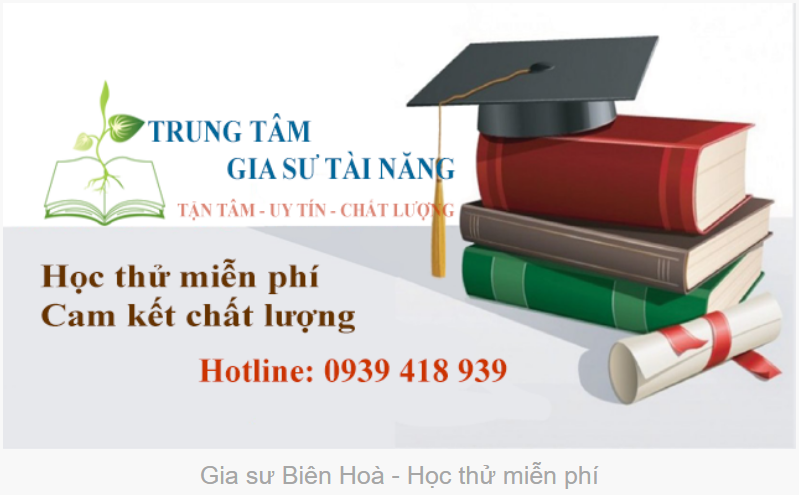 TRUNG TÂM
GIA SƯ TÀI NĂNG
TẬN TÂM - UY TÍN - CHẤT LƯỢNG
Học thử miễn phí
Cam kết chất lượng
Hotline: 0939 418 939
Gia sư Biên Hoà - Học thử miễn phí